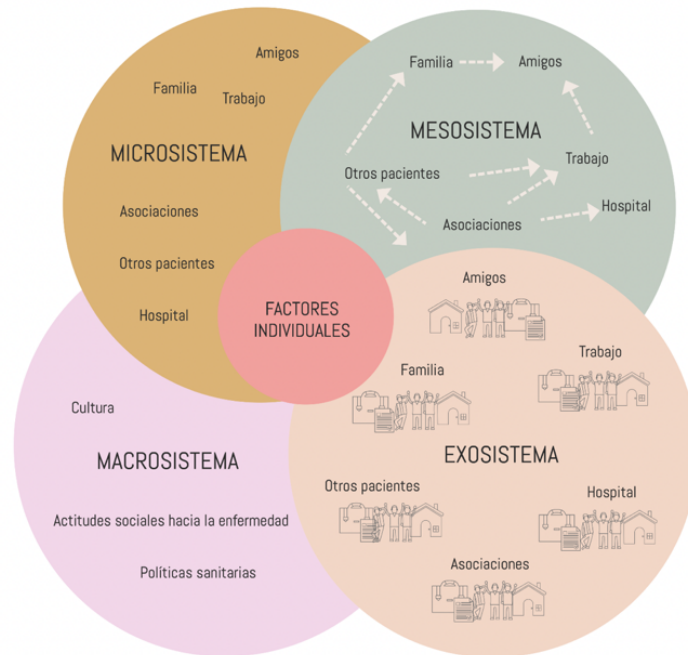 Amigos
Familia
Trabajo
MICROSISTEMA
Asociaciones
Otros pacientes
Hospital
Familia
Amigos
MESOSISTEMA
Trabajo
Otros pacientes
Hospital
Asociaciones
FACTORES
INDIVIDUALES
Cultura
MACROSISTEMA
Actitudes sociales hacia la enfermedad
Políticas sanitarias
Amigos
Trabajo
Familia
EXOSISTEMA
Otros pacientes
Hospital
Asociaciones